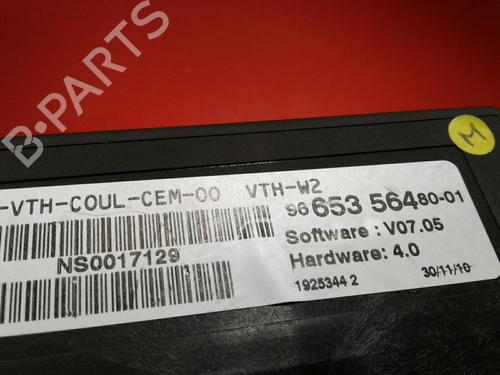 B-PARTS
M
-VTH-COUL-CEM-00 VTH-W2
96 653 564 80-01
Software : V07.05
NS0017129
Hardware: 4.0
1925344 2
30/11/10